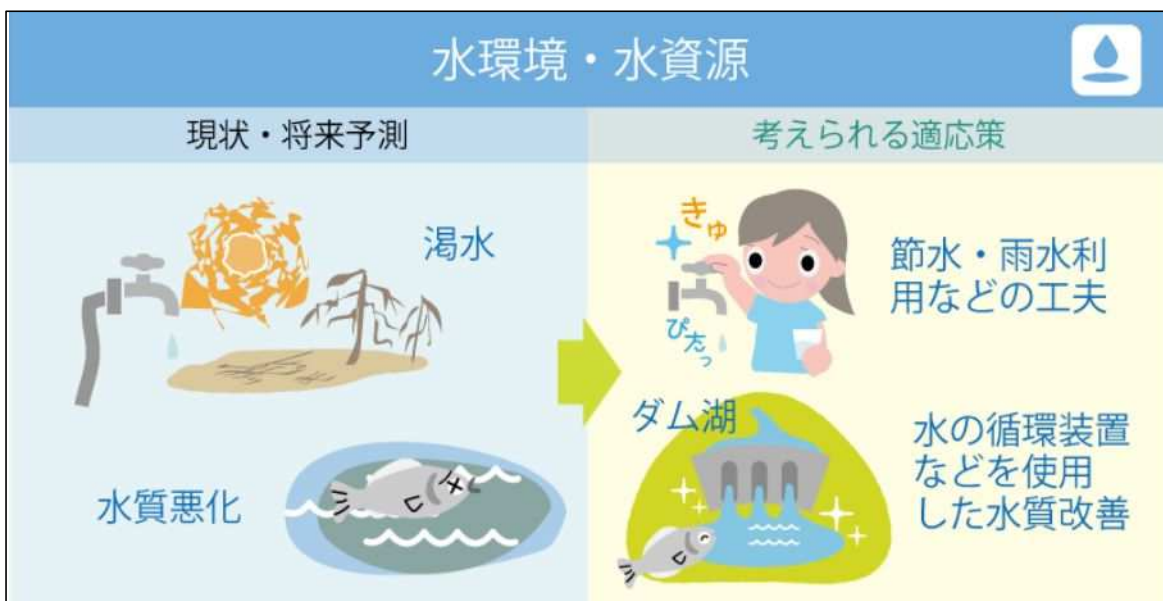 水環境・水資源
現状・将来予測
考えられる適応策
渇水
水質悪化
きゅ
ぴたっ
節水・雨水利
用などの工夫
ダム湖
水の循環装置
などを使用
した水質改善